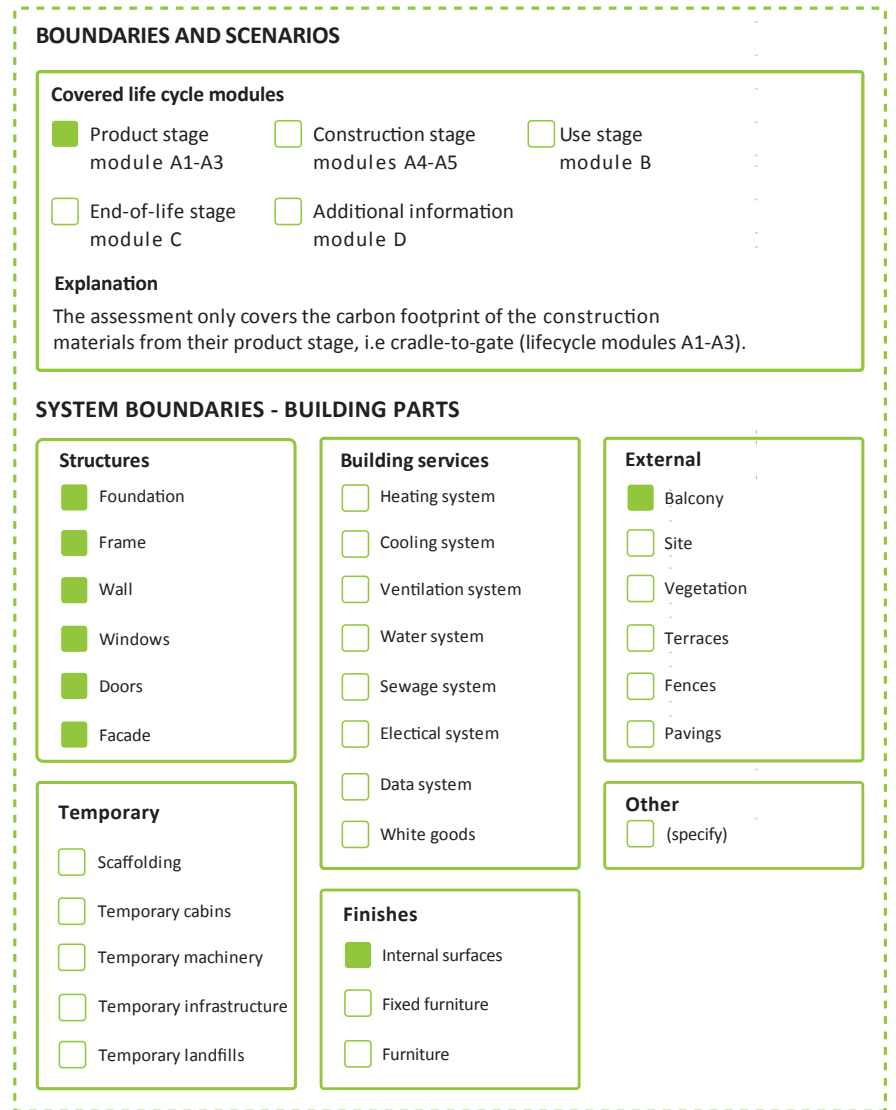 BOUNDARIES AND SCENARIOS
Covered life cycle modules
Product stage
module A1-A3
Construction stage
modules A4-A5
Use stage
module B
End-of-life stage
module C
Additional information
module D
Explanation
The assessment only covers the carbon footprint of the construction
materials from their product stage, i.e cradle-to-gate (lifecycle modules A1-A3).
SYSTEM BOUNDARIES - BUILDING PARTS
Structures
Foundation
Frame
Wall
Windows
Doors
Facade
Building services
Heating system
Cooling system
Ventilation system
Water system
Sewage system
Electical system
Data system
White goods
External
Balcony
Site
Vegetation
Terraces
Fences
Pavings
Temporary
Scaffolding
Temporary cabins
Temporary machinery
Temporary infrastructure
Temporary landfills
Finishes
Internal surfaces
Fixed furniture
Furniture
Other
(specify)